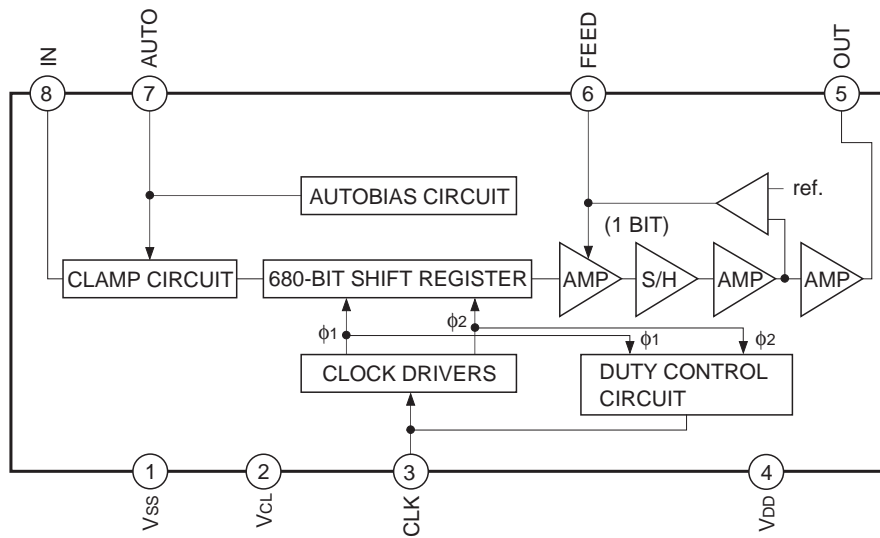 IN
AUTO
FEED
OUT
8
7
6
5
AUTOBIAS CIRCUIT
ref.
(1 BIT)
CLAMP CIRCUIT
680-BIT SHIFT REGISTER
AMP
S/H
AMP
AMP
ϕ1
ϕ2
ϕ1
ϕ2
CLOCK DRIVERS
DUTY CONTROL
CIRCUIT
1
2
3
4
VSS
VCL
CLK
VDD